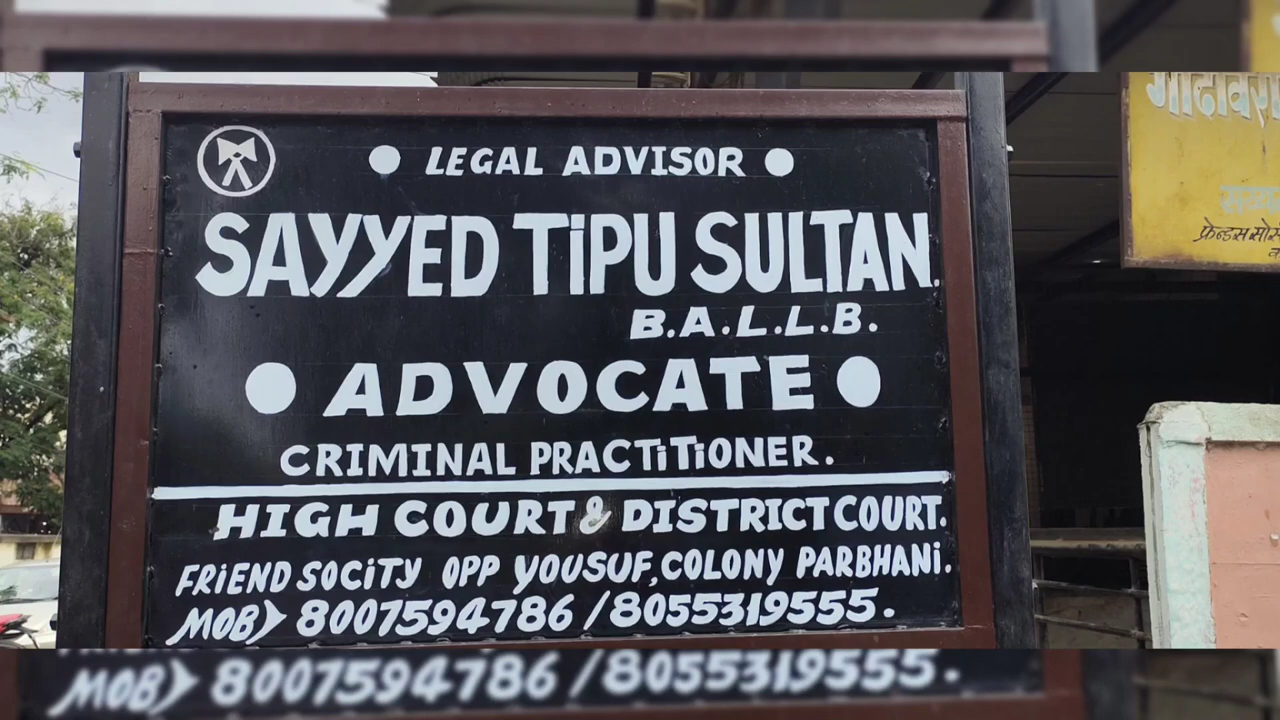 LEGAL ADVISOR
SAYYED TiPU SULTAN.
B.A.L.L.B.
ADVOCATE
CRIMINAL PRACTiTiONER.
HIGH COURT & DISTRICT COURT.
FRiEND SOCiTY OPP YOUSUF, COLONY PARBHANi.
MOB> 8007594786 / 8055319555.
MOB> 8007594786 / 8055319555.